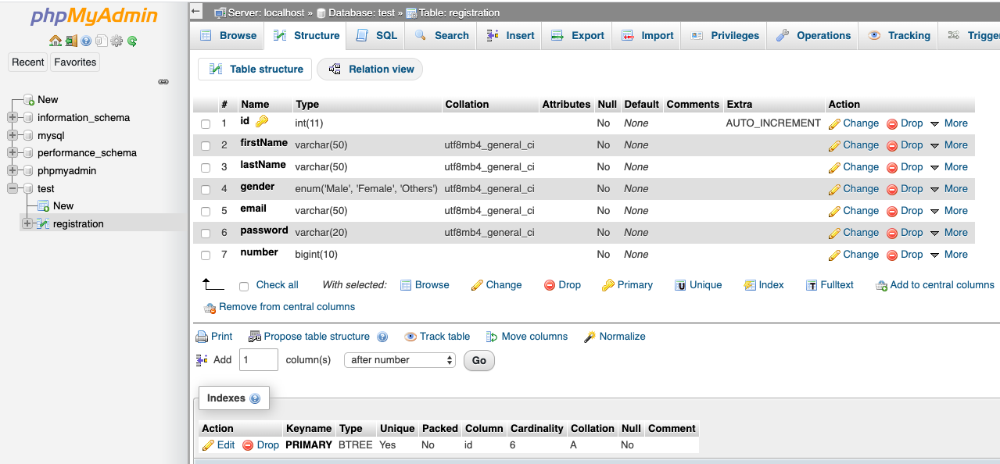 phpMyAdmin
Recent Favorites
New
information_schema
mysql
performance_schema
phpmyadmin
test
New
registration
Server: localhost » Database: test » Table: registration
Browse Structure SQL Search Insert Export Import Privileges Operations Tracking Trigge
Table structure Relation view
# Name Type Collation Attributes Null Default Comments Extra Action
1 id int(11) No None AUTO_INCREMENT Change Drop More
2 firstName varchar(50) utf8mb4_general_ci No None Change Drop More
3 lastName varchar(50) utf8mb4_general_ci No None Change Drop More
4 gender enum('Male', 'Female', 'Others') utf8mb4_general_ci No None Change Drop More
5 email varchar(50) utf8mb4_general_ci No None Change Drop More
6 password varchar(20) utf8mb4_general_ci No None Change Drop More
7 number bigint(10) No None Change Drop More
Check all With selected: Browse Change Drop Primary Unique Index Fulltext Add to central columns
Remove from central columns
Print Propose table structure Track table Move columns Normalize
Add 1 column(s) after number Go
Indexes
Action Keyname Type Unique Packed Column Cardinality Collation Null Comment
Edit Drop PRIMARY BTREE Yes No id 6 A No